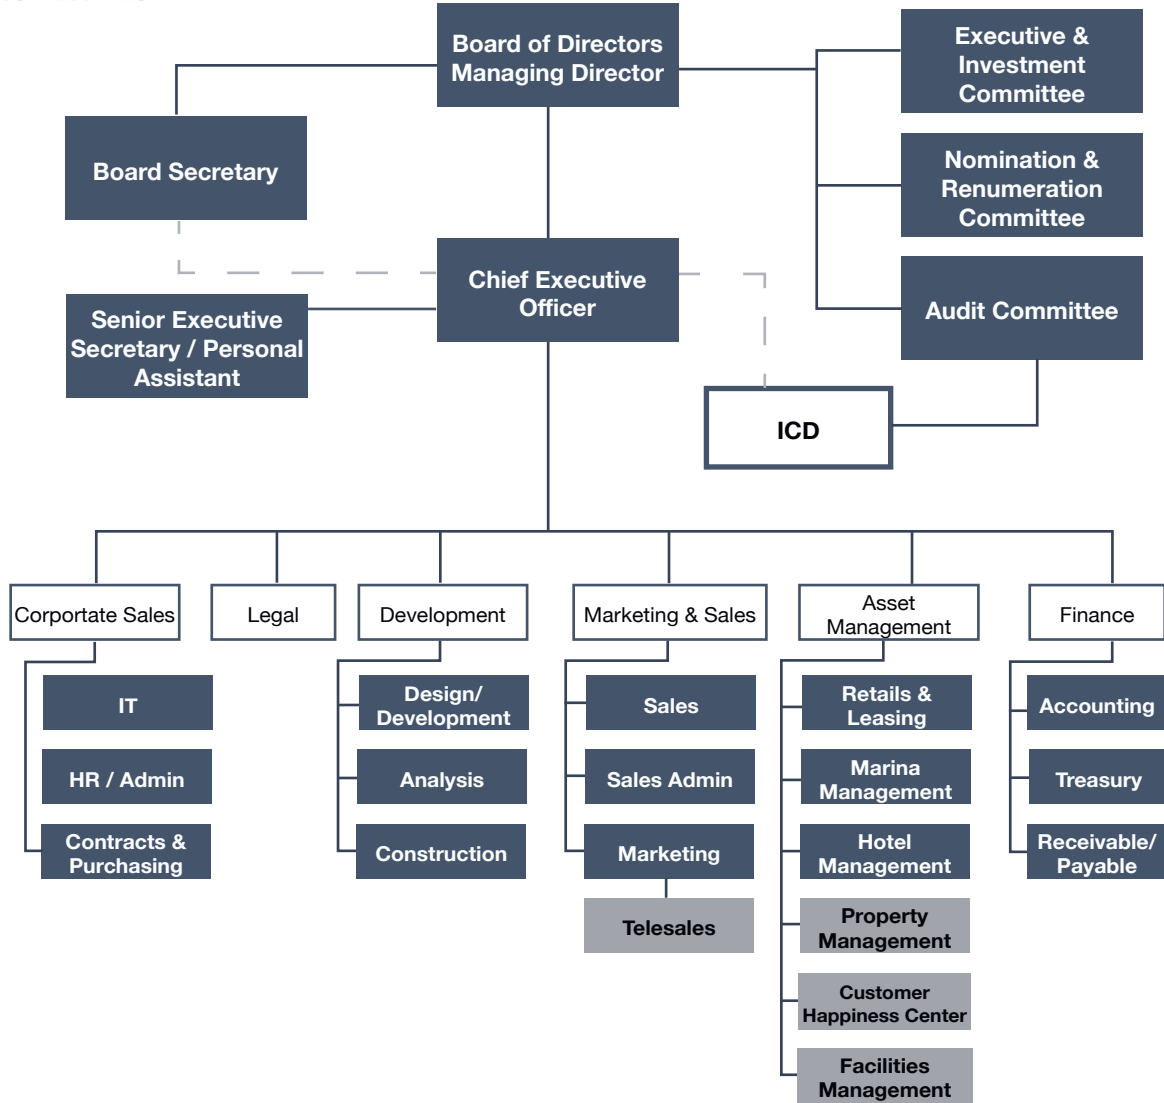 Board of Directors
Managing Director
Executive &
Investment
Committee
Board Secretary
Nomination &
Renumeration
Committee
Chief Executive
Officer
Senior Executive
Secretary / Personal
Assistant
Audit Committee
ICD
Corportate Sales
Legal
Development
Marketing & Sales
Asset
Management
Finance
IT
HR / Admin
Contracts &
Purchasing
Design/
Development
Analysis
Construction
Sales
Sales Admin
Marketing
Telesales
Retails &
Leasing
Marina
Management
Hotel
Management
Property
Management
Customer
Happiness Center
Facilities
Management
Accounting
Treasury
Receivable/
Payable